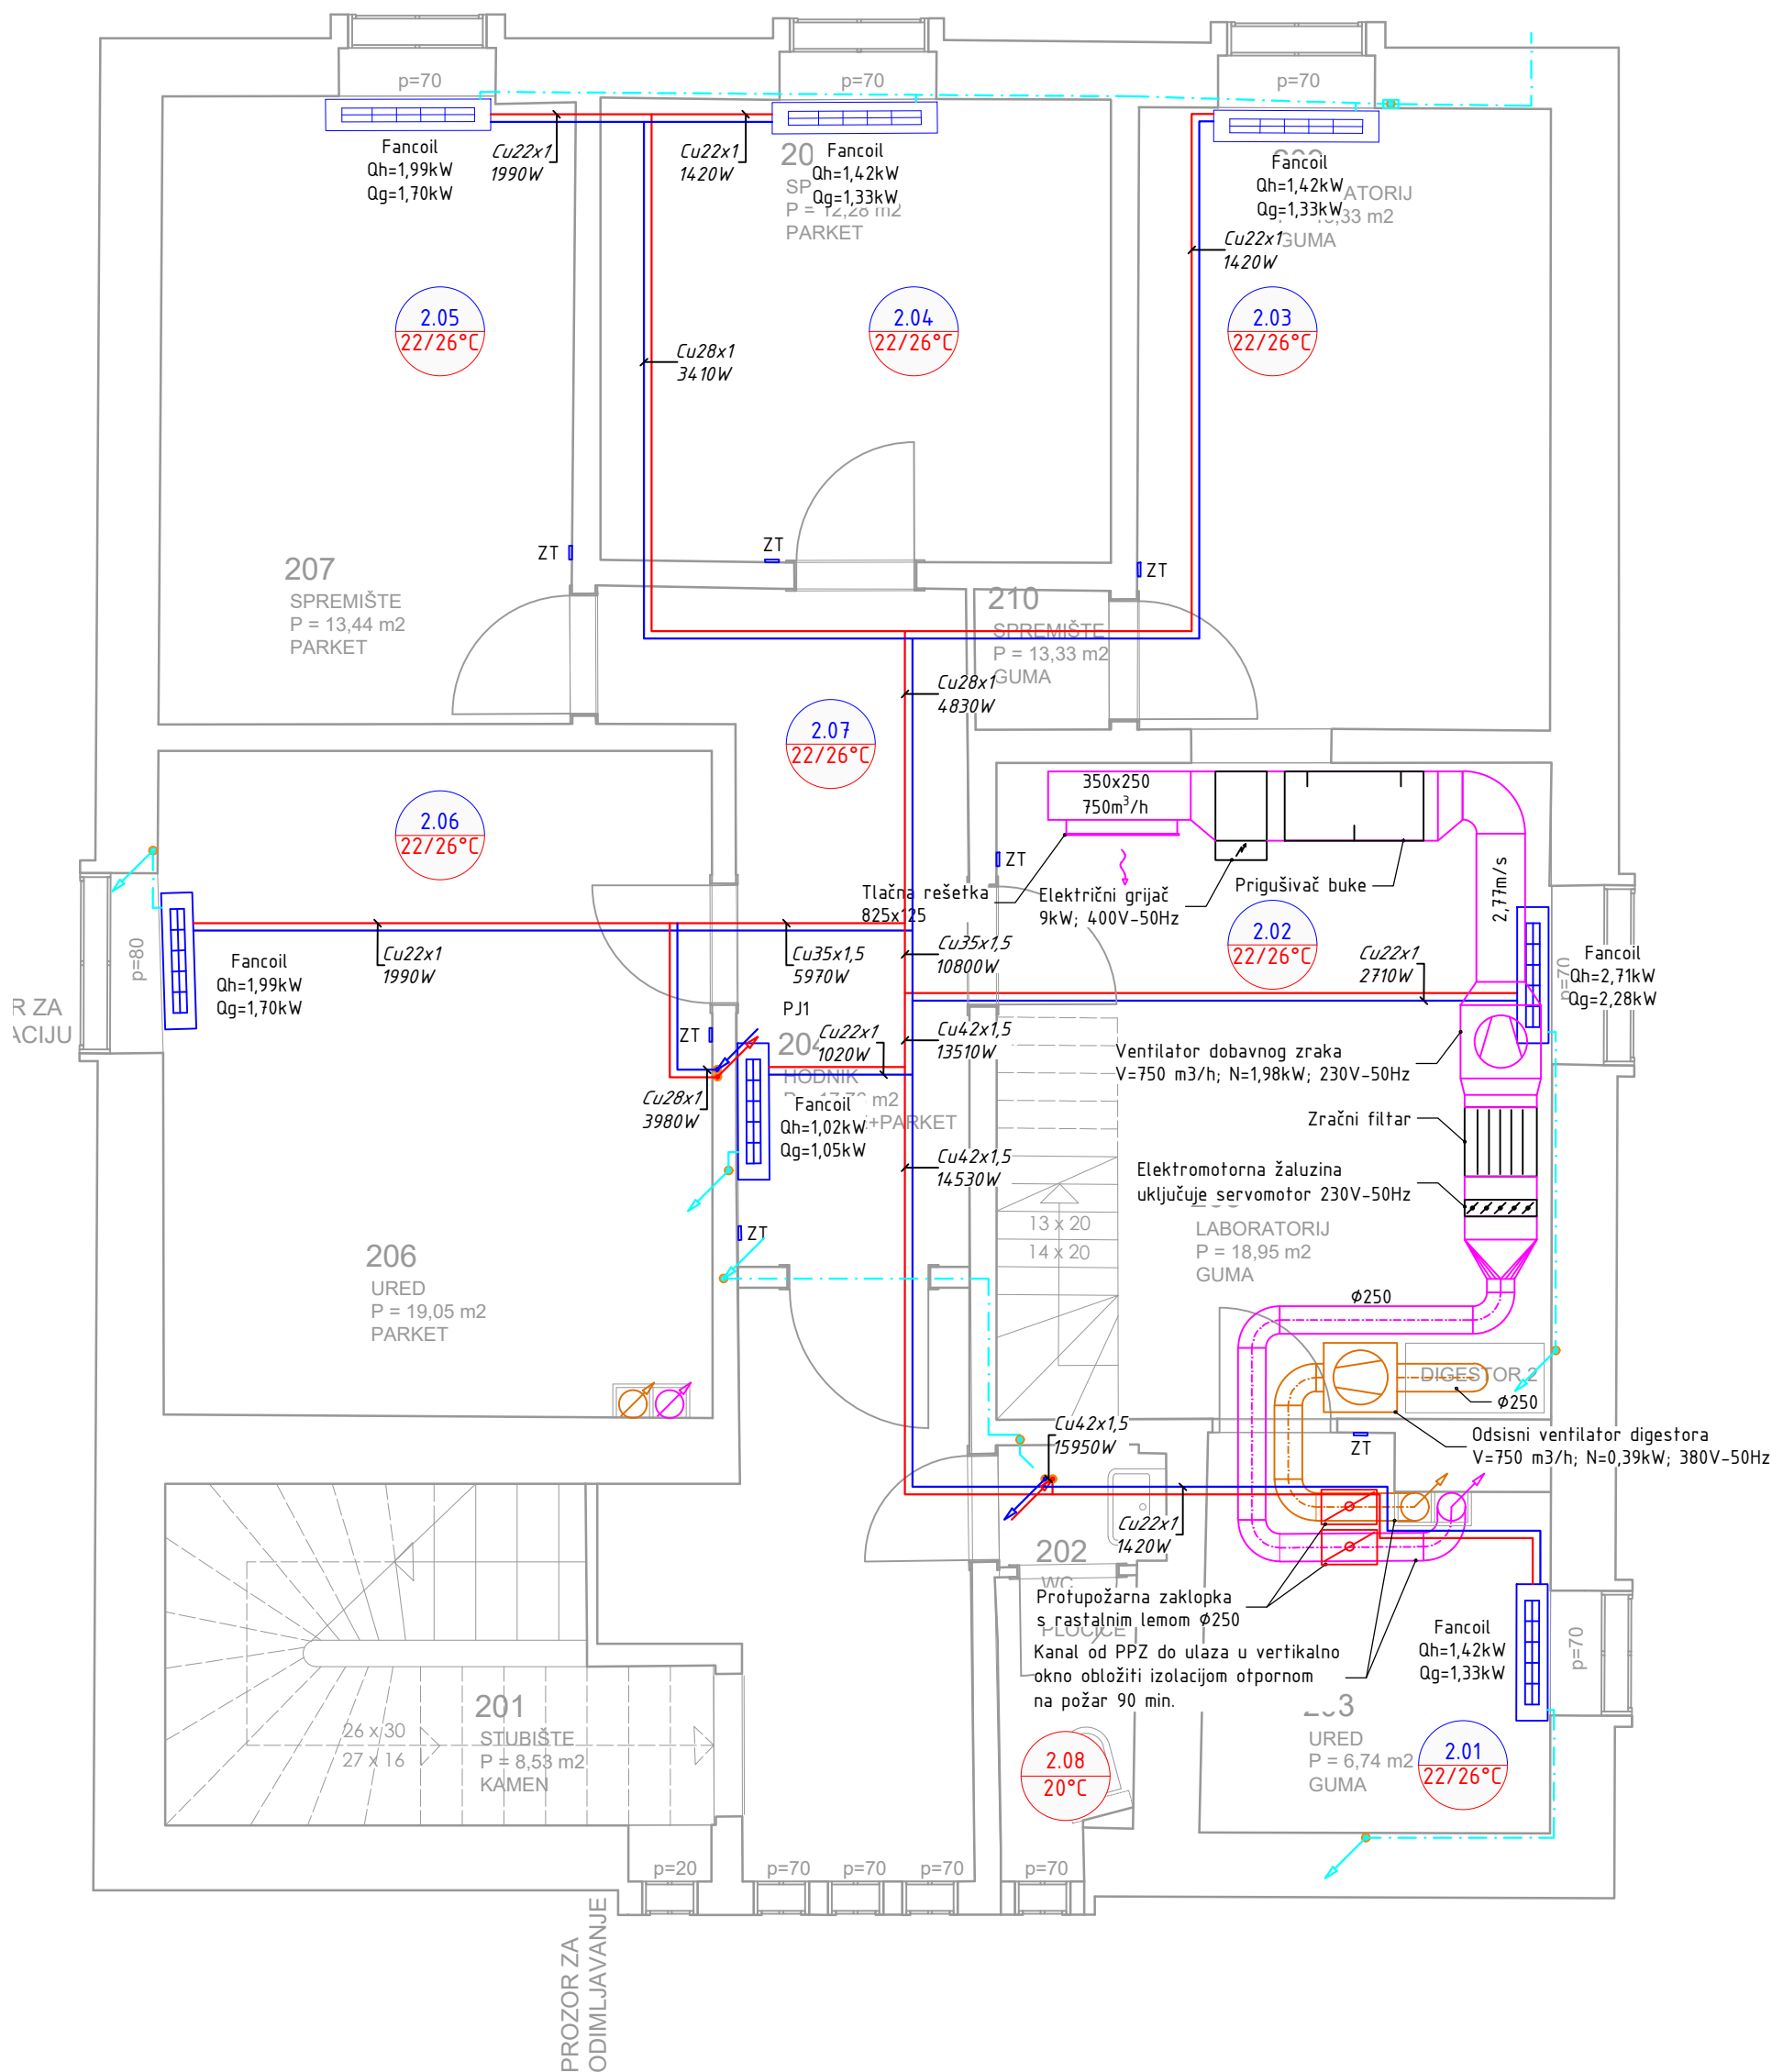 p=70
p=70
p=70
Fancoil
Qh=1,99kW
Qg=1,70kW
Cu22x1
1990W
Cu22x1
1420W
Fancoil
Qh=1,42kW
Qg=1,33kW
P = 12,28 m2
PARKET
Fancoil
Qh=1,42kW
Qg=1,33kW
GUMA
Cu22x1
1420W
2.05
22/26°C
2.04
22/26°C
2.03
22/26°C
Cu28x1
3410W
ZT
ZT
ZT
207
SPREMIŠTE
P = 13,44 m2
PARKET
210
SPREMIŠTE
P = 13,33 m2
GUMA
Cu28x1
4830W
2.07
22/26°C
2.06
22/26°C
350x250
750m³/h
ZT
Tlačna rešetka
825x125
Električni grijač
9kW; 400V-50Hz
Prigušivač buke
2,77m/s
2.02
22/26°C
p=80
Fancoil
Qh=1,99kW
Qg=1,70kW
Cu22x1
1990W
Cu35x1,5
5970W
Cu35x1,5
10800W
Cu22x1
2710W
p=70
Fancoil
Qh=2,71kW
Qg=2,28kW
R ZA
ACIJU
PJ1
ZT
Cu22x1
1020W
Cu42x1,5
13510W
HODNIK
+PARKET
Fancoil
Qh=1,02kW
Qg=1,05kW
Cu28x1
3980W
Ventilator dobavnog zraka
V=750 m3/h; N=1,98kW; 230V-50Hz
Zračni filtar
Elektromotorna žaluzina
uključuje servomotor 230V-50Hz
Cu42x1,5
14530W
ZT
13 x 20
14 x 20
LABORATORIJ
P = 18,95 m2
GUMA
206
URED
P = 19,05 m2
PARKET
ϕ250
DIGESTOR 2
ϕ250
Odsisni ventilator digestora
V=750 m3/h; N=0,39kW; 380V-50Hz
ZT
Cu42x1,5
15950W
Cu22x1
1420W
202
WC
PLOČICE
Protupožarna zaklopka
s rastalnim lemom ϕ250
Kanal od PPZ do ulaza u vertikalno
okno obložiti izolacijom otpornom
na požar 90 min.
Fancoil
Qh=1,42kW
Qg=1,33kW
p=70
201
STUBIŠTE
P = 8,53 m2
KAMEN
26 x 30
27 x 16
2.08
20°C
203
URED
P = 6,74 m2
GUMA
2.01
22/26°C
p=20
p=70
p=70
p=70
p=70
PROZOR ZA
ODIMLJAVANJE